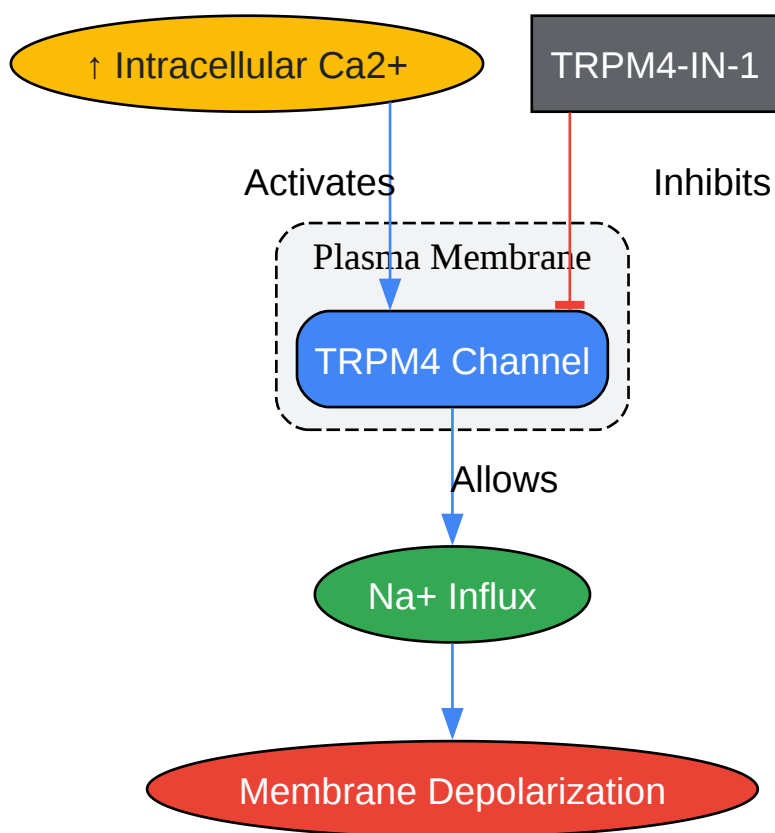 ↑ Intracellular Ca2+
TRPM4-IN-1
Activates
Inhibits
Plasma Membrane
TRPM4 Channel
Allows
Na+ Influx
Membrane Depolarization